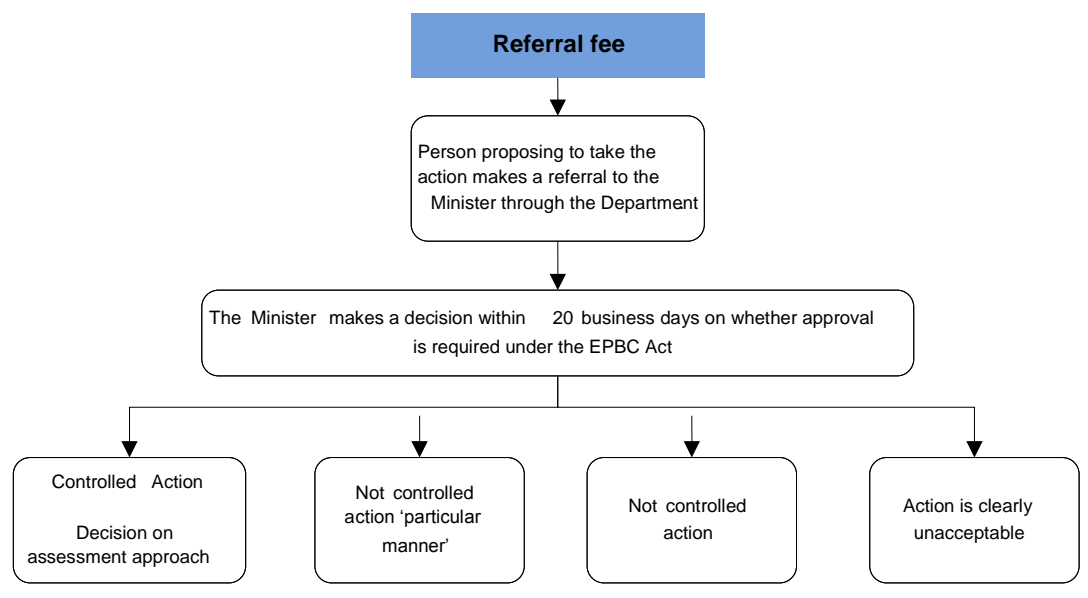 Referral fee
Person proposing to take the
action makes a referral to the
Minister through the Department
The Minister makes a decision within 20 business days on whether approval
is required under the EPBC Act
Controlled Action
Decision on
assessment approach
Not controlled
action ‘particular
manner’
Not controlled
action
Action is clearly
unacceptable